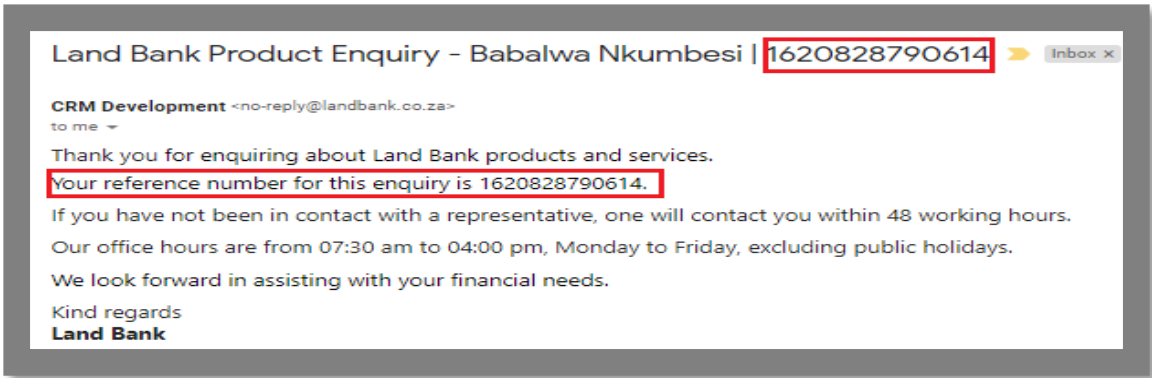 Land Bank Product Enquiry - Babalwa Nkumbesi | 1620828790614 Inbox x
CRM Development <no-reply@landbank.co.za>
to me
Thank you for enquiring about Land Bank products and services.
Your reference number for this enquiry is 1620828790614.
If you have not been in contact with a representative, one will contact you within 48 working hours.
Our office hours are from 07:30 am to 04:00 pm, Monday to Friday, excluding public holidays.
We look forward in assisting with your financial needs.
Kind regards
Land Bank